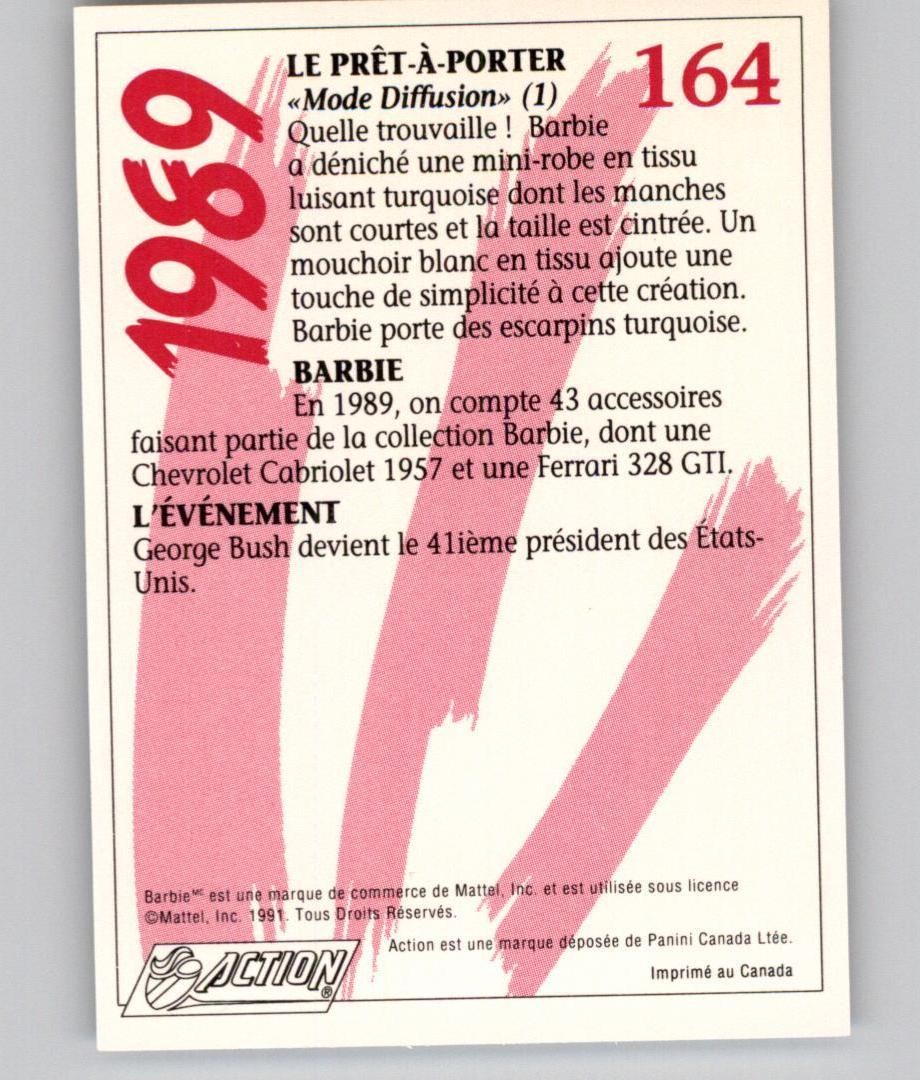 1989
LE PRÊT-À-PORTER
164
«Mode Diffusion» (1)
Quelle trouvaille ! Barbie
a déniché une mini-robe en tissu
luisant turquoise dont les manches
sont courtes et la taille est cintrée. Un
mouchoir blanc en tissu ajoute une
touche de simplicité à cette création.
Barbie porte des escarpins turquoise.
BARBIE
En 1989, on compte 43 accessoires
faisant partie de la collection Barbie, dont une
Chevrolet Cabriolet 1957 et une Ferrari 328 GTI.
L'ÉVÉNEMENT
George Bush devient le 41ième président des États-
Unis.
Barbie MC est une marque de commerce de Mattel, Inc. et est utilisée sous licence
©Mattel, Inc. 1991. Tous Droits Réservés.
Action est une marque déposée de Panini Canada Ltée.
ACTION®
Imprimé au Canada